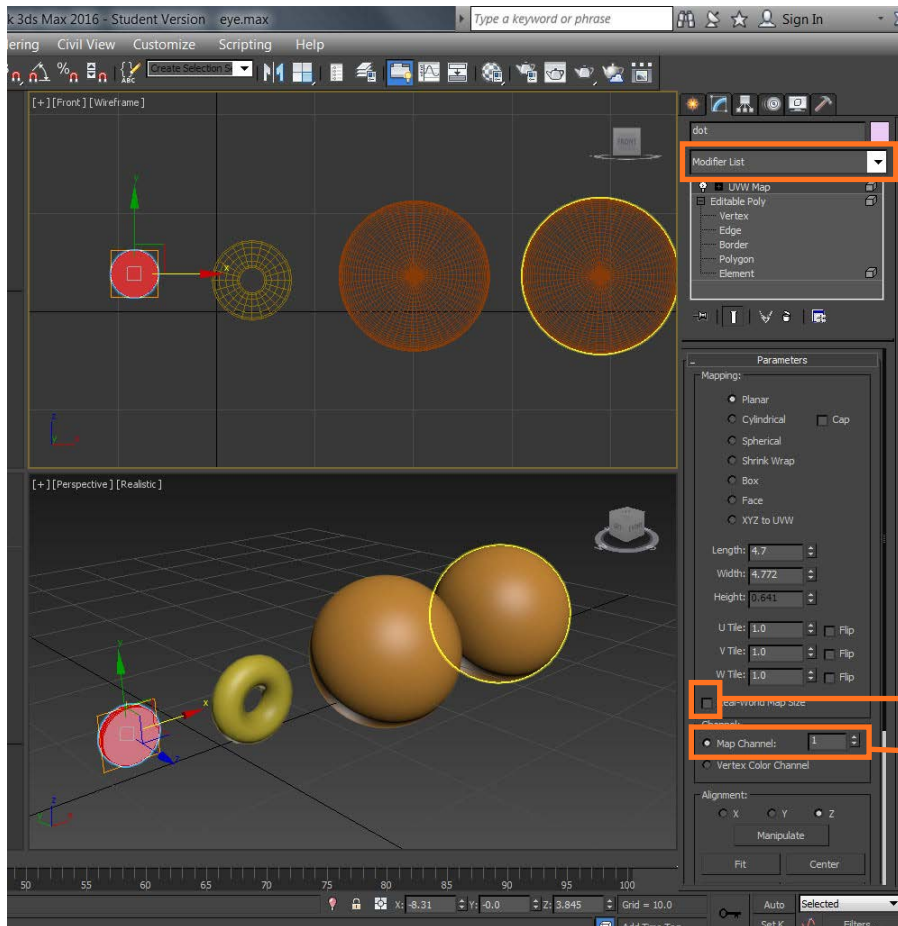 k 3ds Max 2016 - Student Version eye.max
Type a keyword or phrase
Sign In
ering Civil View Customize Scripting Help
Create Selection S
[+][Front][Wireframe]
FRONT
y
x
z
x
dot
Modifier List
UVW Map
Editable Poly
Vertex
Edge
Border
Polygon
Element
Parameters
Mapping:
Planar
Cylindrical Cap
Spherical
Shrink Wrap
Box
Face
XYZ to UVW
Length: 4.7
Width: 4.772
Height: 0.641
U Tile: 1.0 Flip
V Tile: 1.0 Flip
W Tile: 1.0 Flip
Real-World Map Size
Channel:
Map Channel: 1
Vertex Color Channel
Alignment:
X Y Z
Manipulate
Fit Center
[+][Perspective][Realistic]
y
x
z
z
50 55 60 65 70 75 80 85 90 95 100
X: -8.31 Y: -0.0 Z: 3.845 Grid = 10.0
Auto Selected
Add Time Tag
Set K Filters